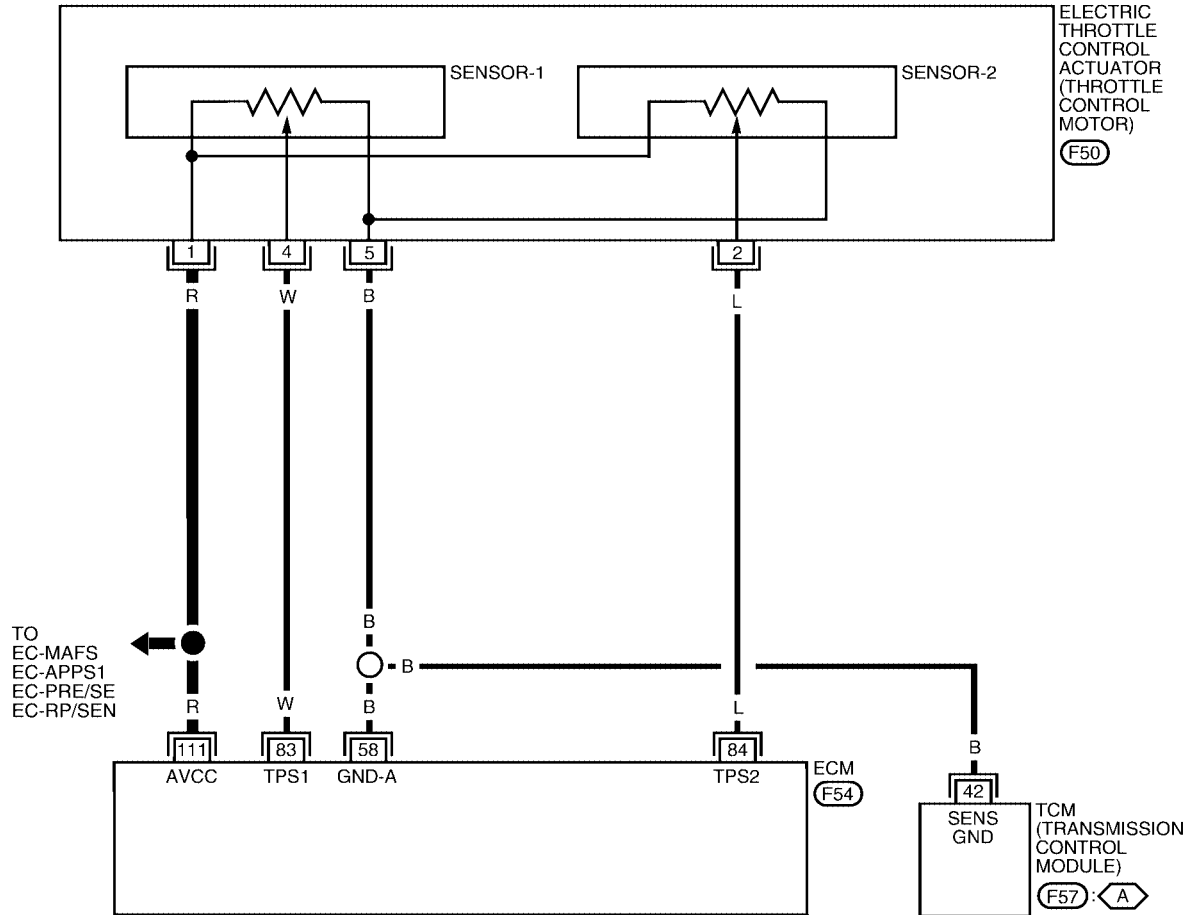 ELECTRIC
THROTTLE
CONTROL
ACTUATOR
(THROTTLE
CONTROL
MOTOR)
F50
SENSOR-1
SENSOR-2
1
4
5
2
R
W
B
L
TO
EC-MAFS
EC-APPS1
EC-PRE/SE
EC-RP/SEN
B
B
R
W
B
L
B
111
83
58
84
AVCC
TPS1
GND-A
TPS2
ECM
F54
42
SENS
GND
TCM
(TRANSMISSION
CONTROL
MODULE)
F57 : A